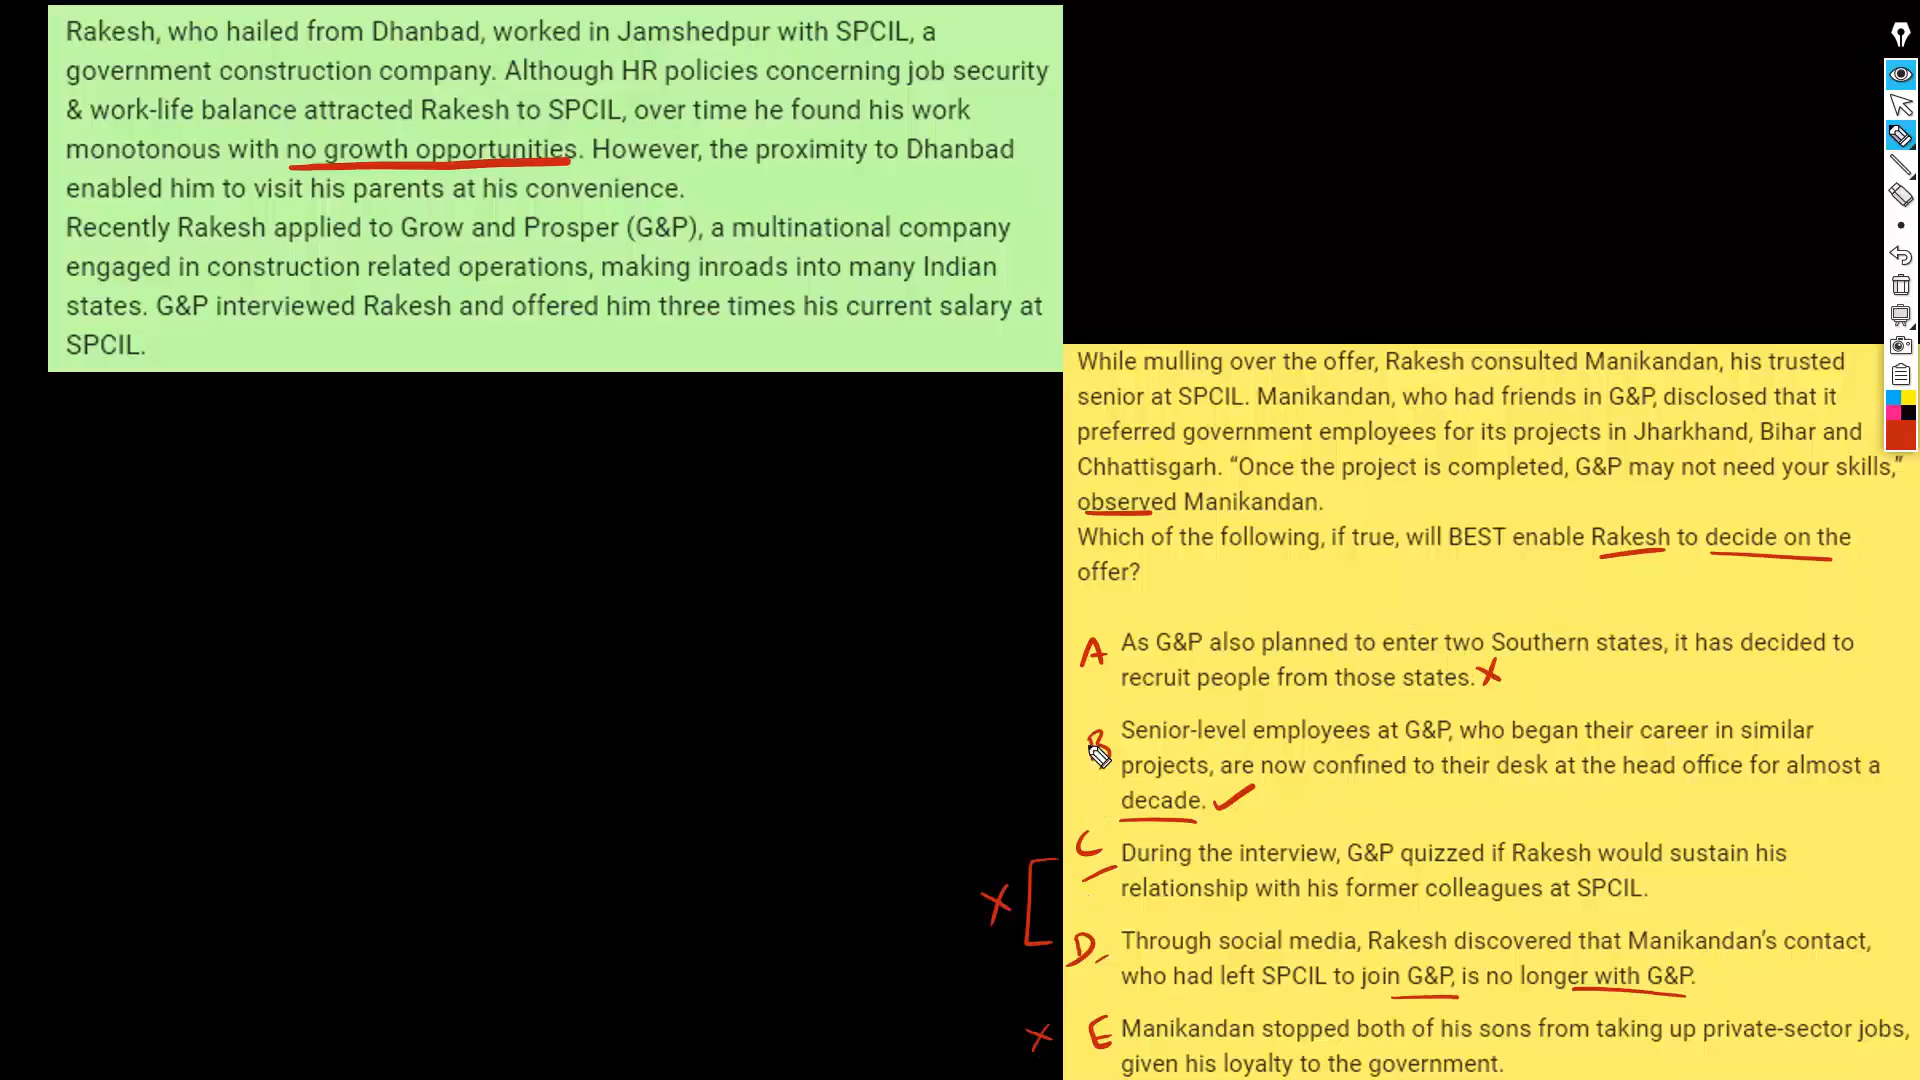 Rakesh, who hailed from Dhanbad, worked in Jamshedpur with SPCIL, a
government construction company. Although HR policies concerning job security
& work-life balance attracted Rakesh to SPCIL, over time he found his work
monotonous with no growth opportunities. However, the proximity to Dhanbad
enabled him to visit his parents at his convenience.
Recently Rakesh applied to Grow and Prosper (G&P), a multinational company
engaged in construction related operations, making inroads into many Indian
states. G&P interviewed Rakesh and offered him three times his current salary at
SPCIL.
While mulling over the offer, Rakesh consulted Manikandan, his trusted
senior at SPCIL. Manikandan, who had friends in G&P, disclosed that it
preferred government employees for its projects in Jharkhand, Bihar and
Chhattisgarh. “Once the project is completed, G&P may not need your skills,”
observed Manikandan.
Which of the following, if true, will BEST enable Rakesh to decide on the
offer?
A As G&P also planned to enter two Southern states, it has decided to
recruit people from those states. X
B Senior-level employees at G&P, who began their career in similar
projects, are now confined to their desk at the head office for almost a
decade. ✓
C During the interview, G&P quizzed if Rakesh would sustain his
relationship with his former colleagues at SPCIL.
X
D, Through social media, Rakesh discovered that Manikandan’s contact,
who had left SPCIL to join G&P, is no longer with G&P.
X E Manikandan stopped both of his sons from taking up private-sector jobs,
given his loyalty to the government.